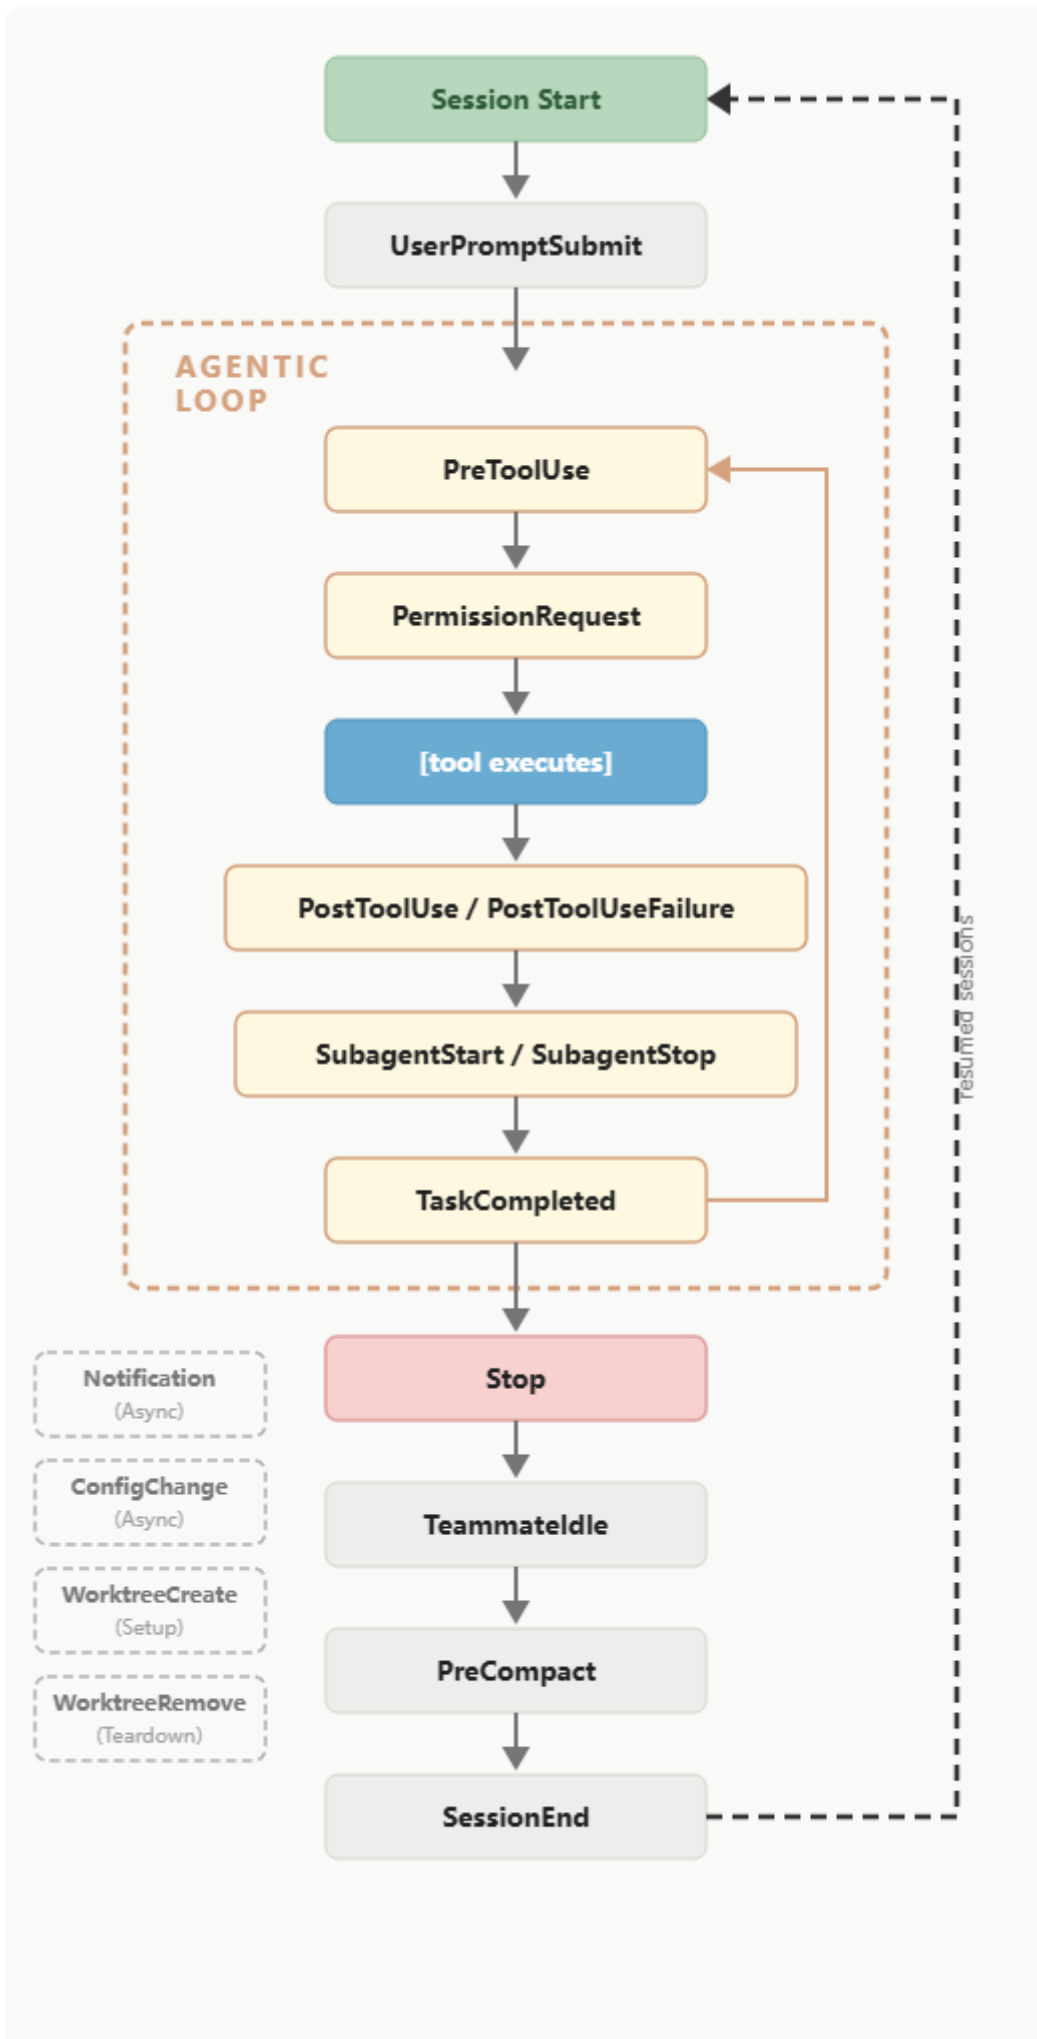 Session Start
UserPromptSubmit
AGENTIC
LOOP
PreToolUse
PermissionRequest
[tool executes]
PostToolUse / PostToolUseFailure
SubagentStart / SubagentStop
resumed sessions
TaskCompleted
Stop
Notification
(Async)
ConfigChange
(Async)
TeammateIdle
WorktreeCreate
(Setup)
PreCompact
WorktreeRemove
(Teardown)
SessionEnd